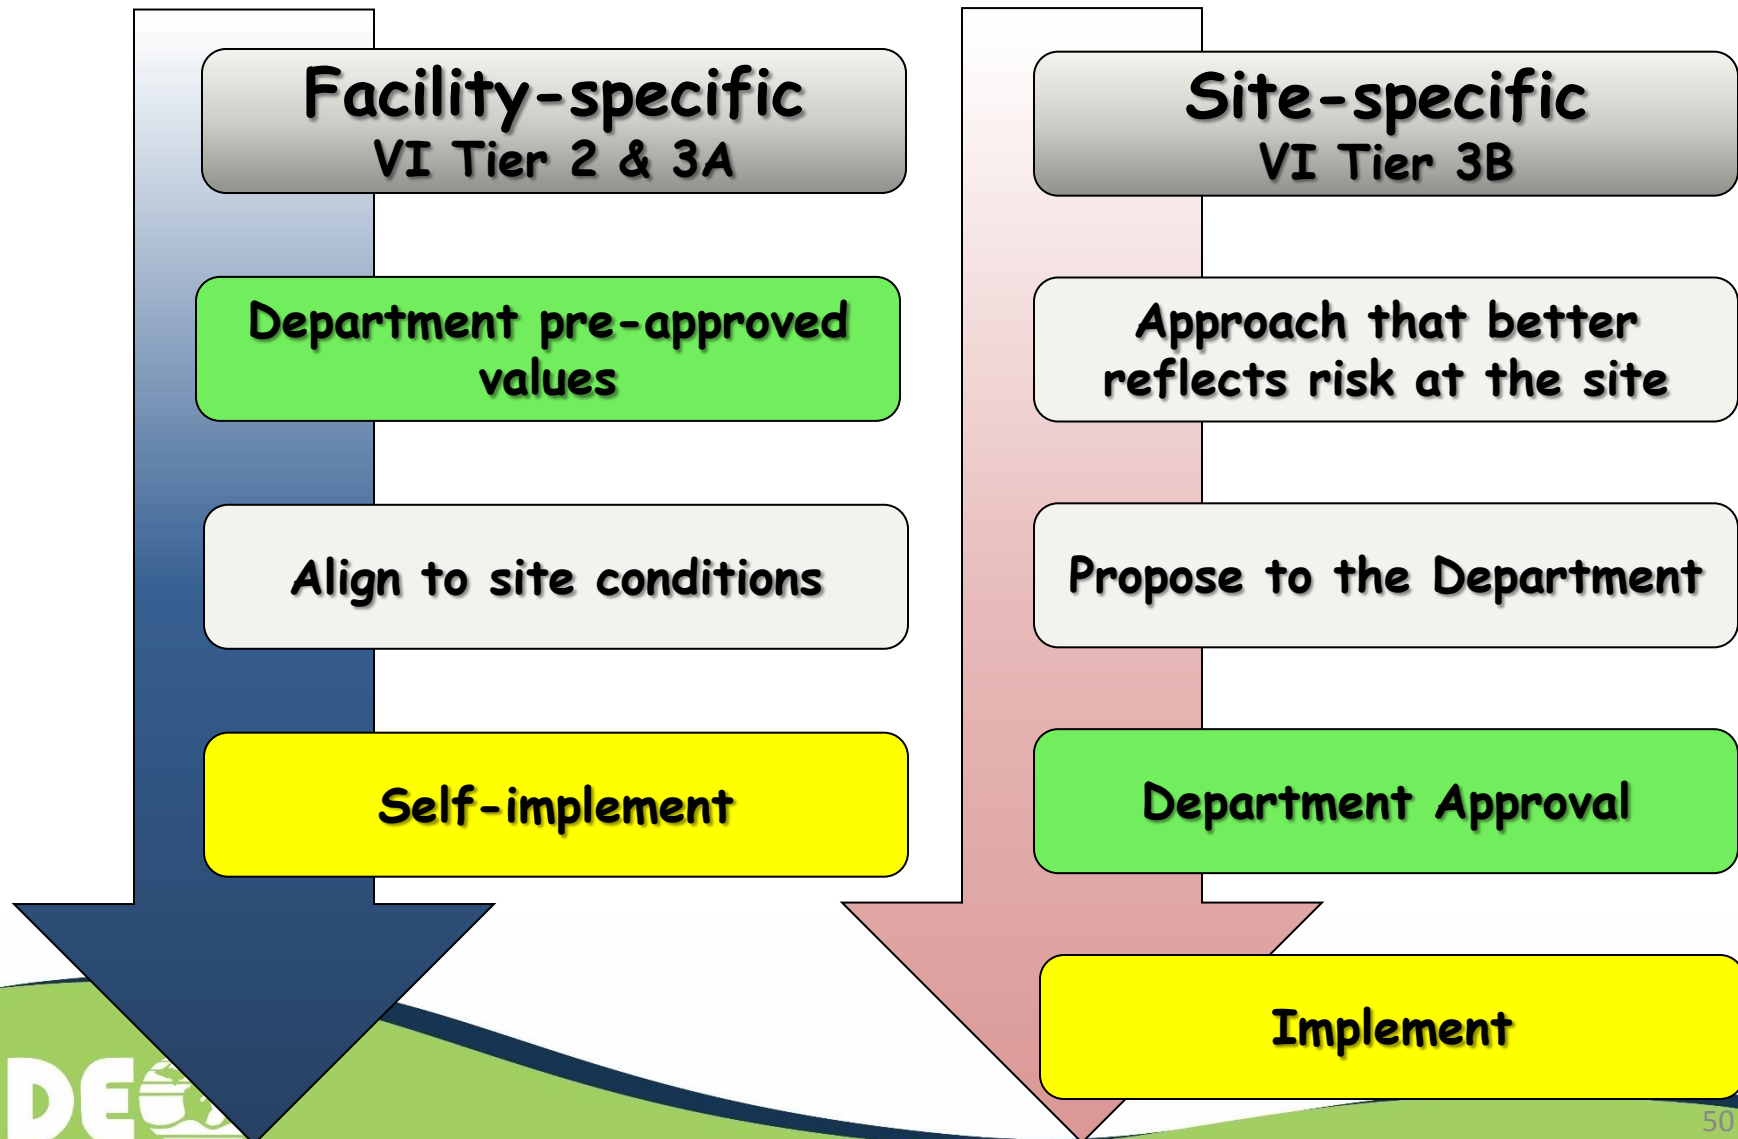 Facility-specific
VI Tier 2 & 3A
Department pre-approved
values
Align to site conditions
Self-implement
Site-specific
VI Tier 3B
Approach that better
reflects risk at the site
Propose to the Department
Department Approval
Implement
DEQ
50